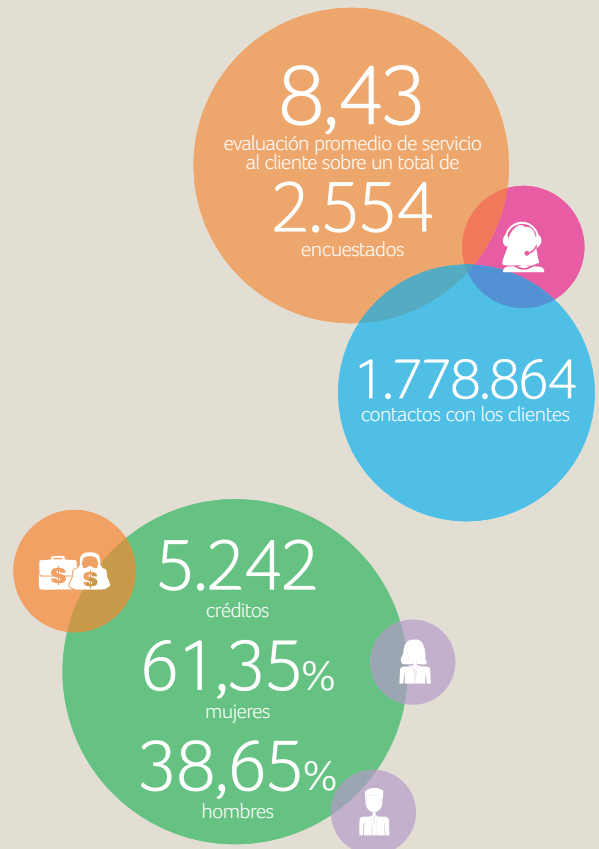 8,43
evaluación promedio de servicio
al cliente sobre un total de
2.554
encuestados
1.778.864
contactos con los clientes
5.242
créditos
61,35%
mujeres
38,65%
hombres
$
$